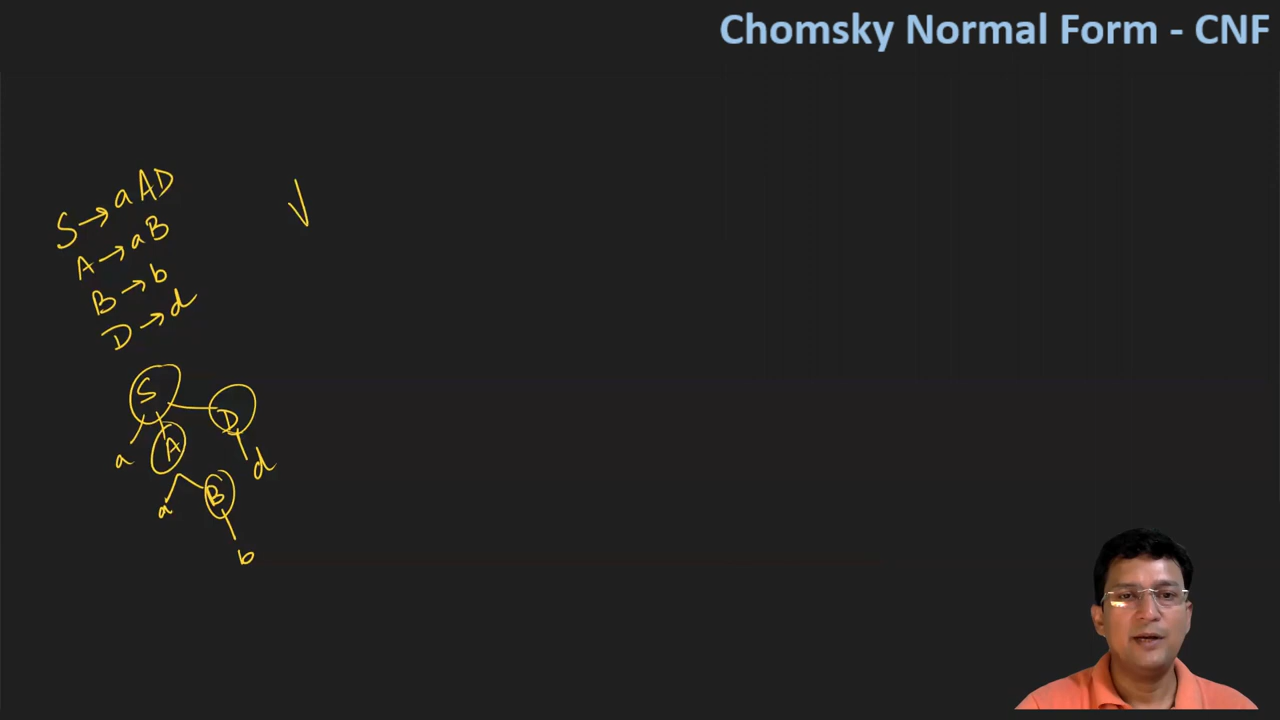 Chomsky Normal Form - CNF
S → aAD
A → aB
B → b
D → d
S
D
a A
d
a B
b